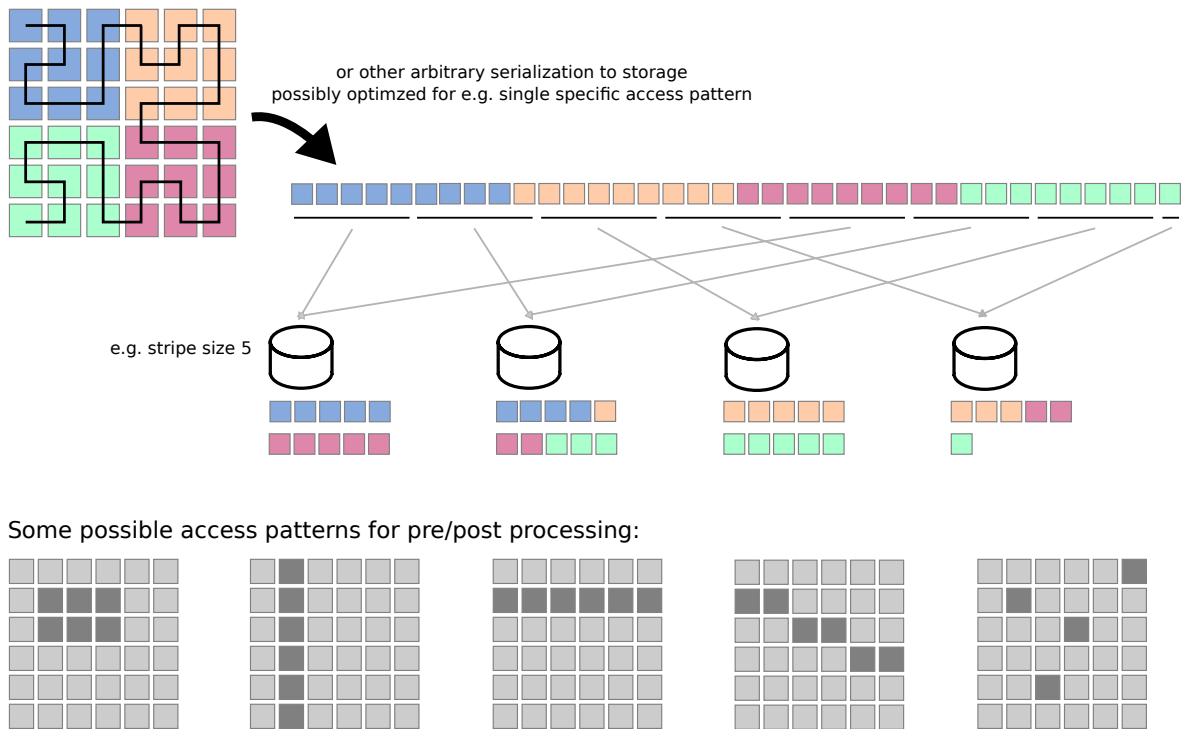 or other arbitrary serialization to storage
possibly optimzed for e.g. single specific access pattern
e.g. stripe size 5
Some possible access patterns for pre/post processing: